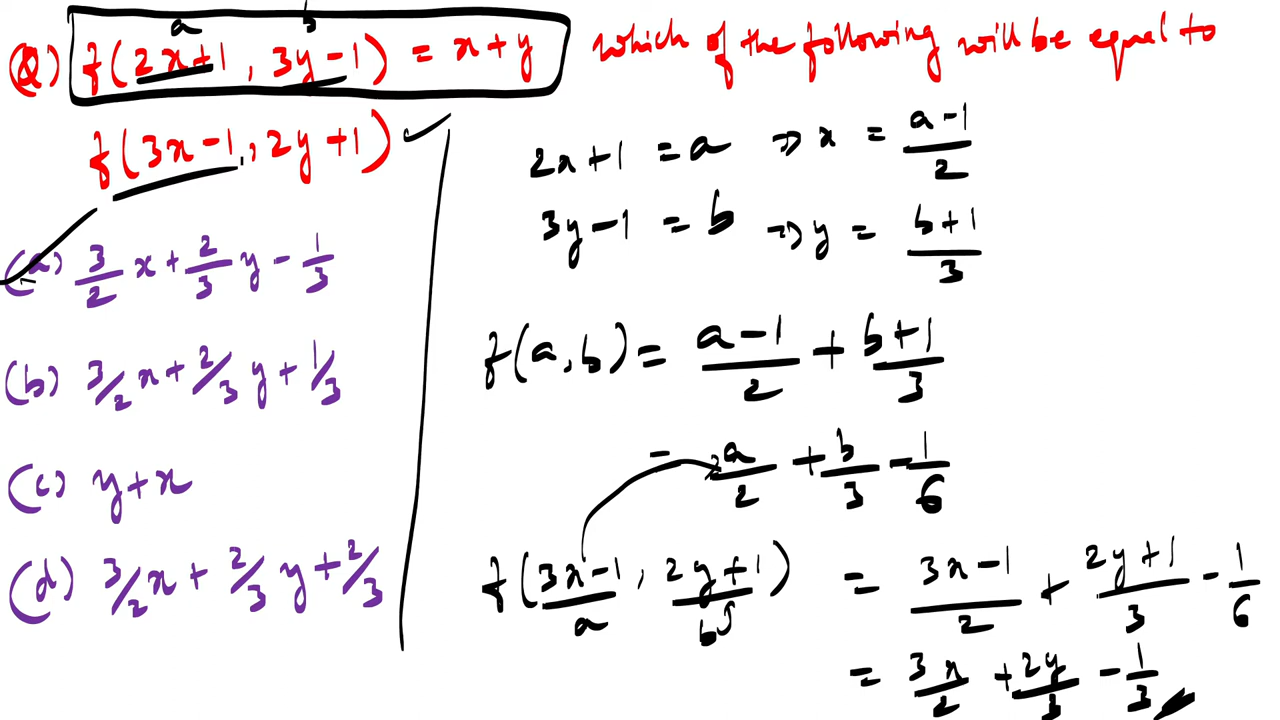 Q) f(2x+1, 3y-1) = x+y which of the following will be equal to
a b
f(3x-1, 2y+1)
(a) 3/2 x + 2/3 y - 1/3
(b) 3/2 x + 2/3 y + 1/3
(c) y+x
(d) 3/2 x + 2/3 y + 2/3
2x+1 = a ⇒ x = (a-1)/2
3y-1 = b ⇒ y = (b+1)/3
f(a,b) = (a-1)/2 + (b+1)/3
= a/2 + b/3 - 1/6
f(3x-1, 2y+1) = (3x-1)/2 + (2y+1)/3 - 1/6
a b
= 3x/2 + 2y/3 - 1/3